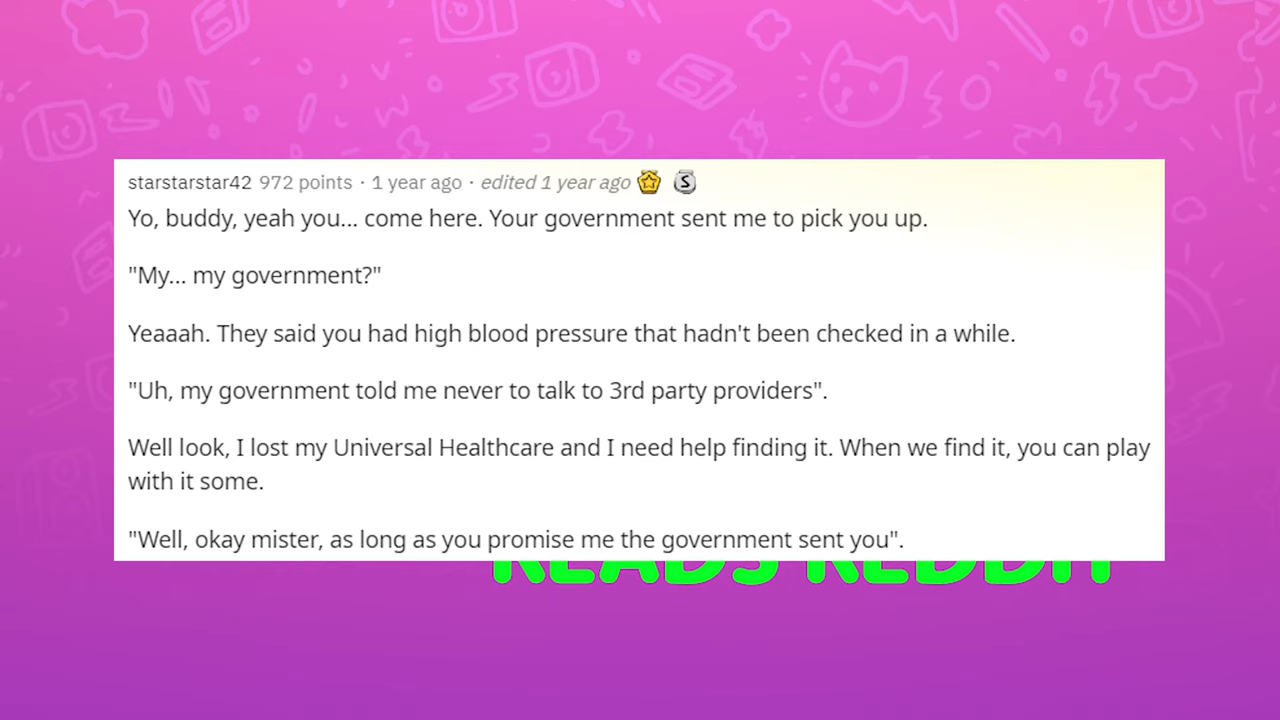 starstarstar42 972 points · 1 year ago · edited 1 year ago S
Yo, buddy, yeah you... come here. Your government sent me to pick you up.
"My... my government?"
Yeaaah. They said you had high blood pressure that hadn't been checked in a while.
"Uh, my government told me never to talk to 3rd party providers".
Well look, I lost my Universal Healthcare and I need help finding it. When we find it, you can play
with it some.
"Well, okay mister, as long as you promise me the government sent you".
READS REDDIT